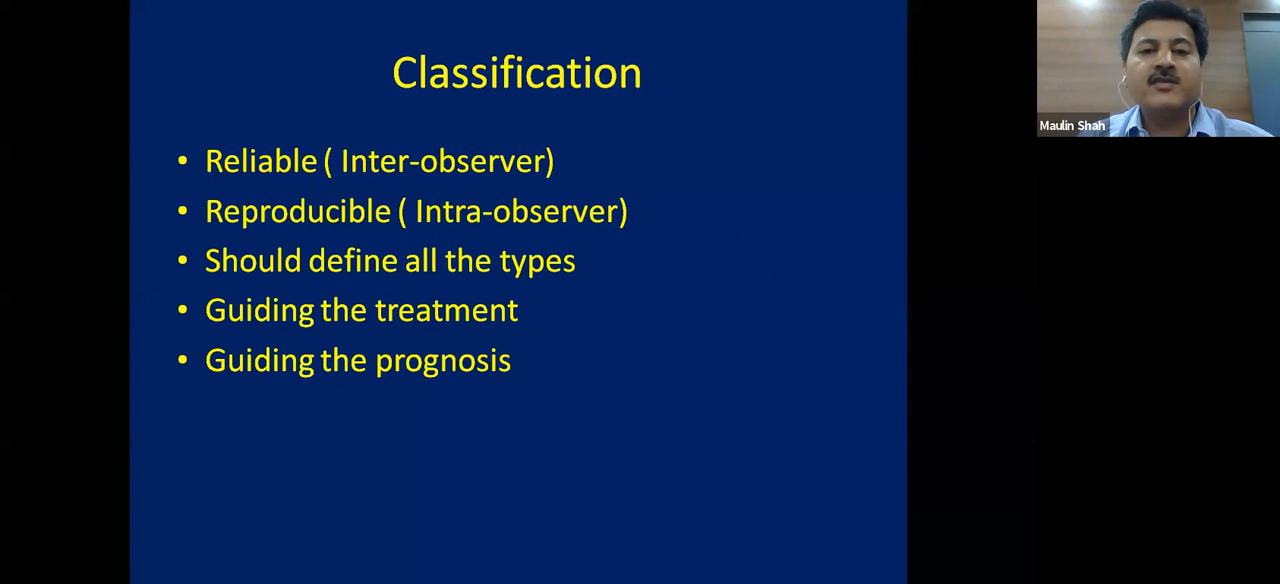 Classification
• Reliable ( Inter-observer)
• Reproducible ( Intra-observer)
• Should define all the types
• Guiding the treatment
• Guiding the prognosis
Maulin Shah